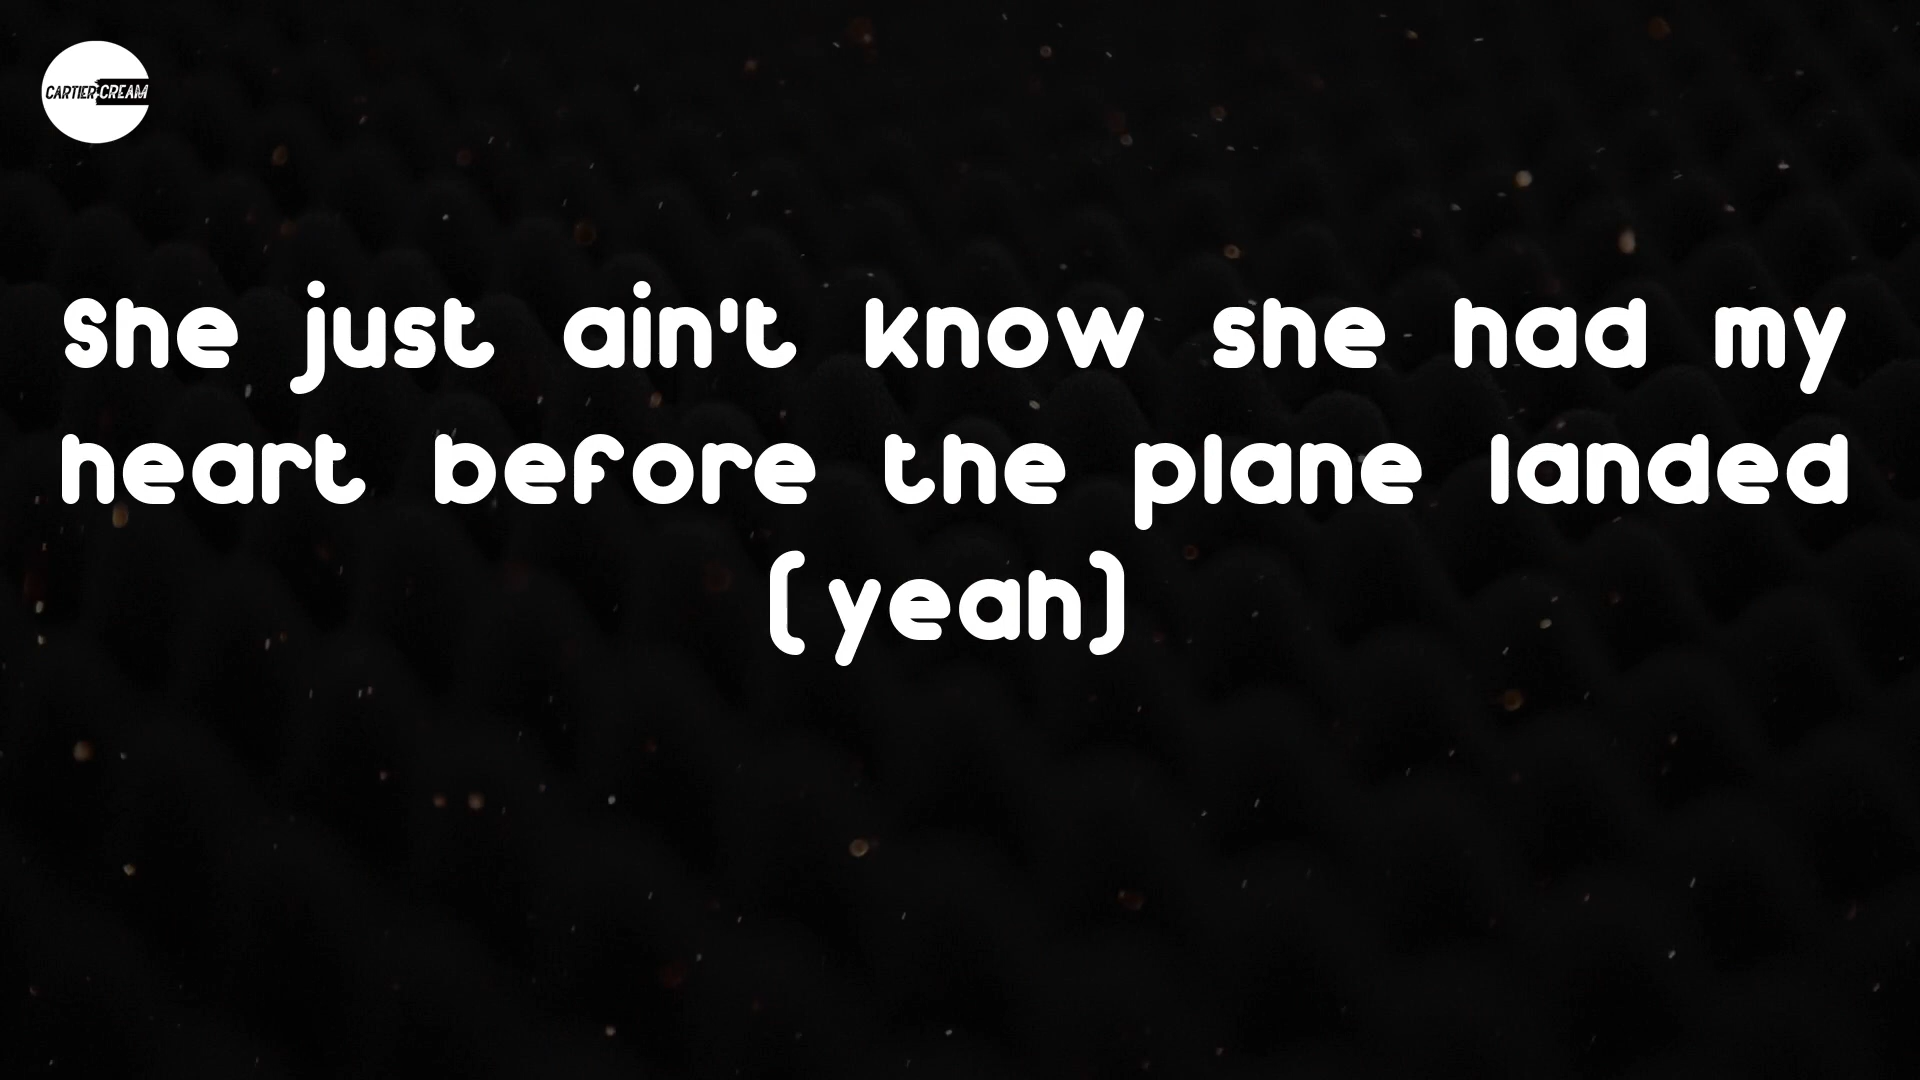 CARTIER CREAM
She just ain't know she had my
heart before the plane landed
(yeah)